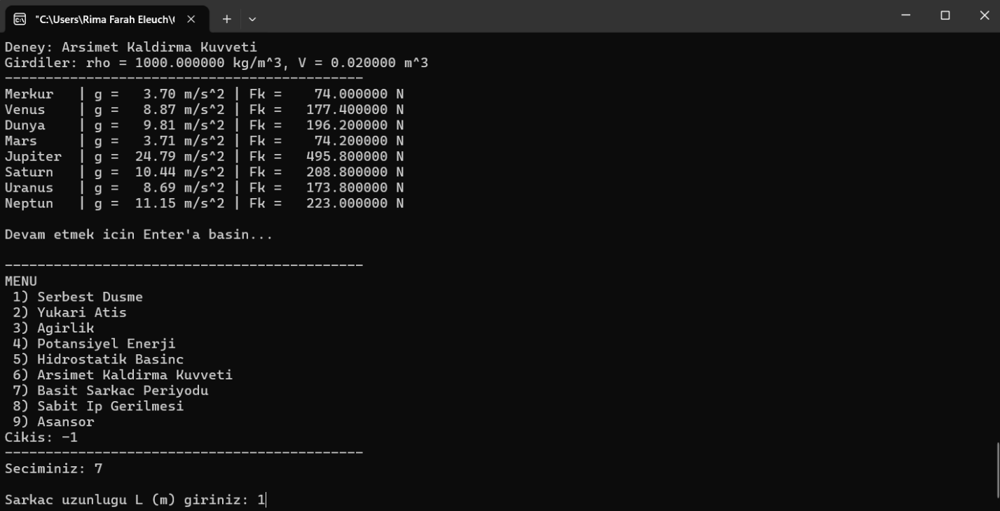 "C:\Users\Rima Farah Eleuch\
Deney: Arsimet Kaldirma Kuvveti
Girdiler: rho = 1000.000000 kg/m^3, V = 0.020000 m^3
--------------------------------------------
Merkur   | g =   3.70 m/s^2 | Fk =    74.000000 N
Venus    | g =   8.87 m/s^2 | Fk =   177.400000 N
Dunya    | g =   9.81 m/s^2 | Fk =   196.200000 N
Mars     | g =   3.71 m/s^2 | Fk =    74.200000 N
Jupiter  | g =  24.79 m/s^2 | Fk =   495.800000 N
Saturn   | g =  10.44 m/s^2 | Fk =   208.800000 N
Uranus   | g =   8.69 m/s^2 | Fk =   173.800000 N
Neptun   | g =  11.15 m/s^2 | Fk =   223.000000 N
Devam etmek icin Enter'a basin...
--------------------------------------------
MENU
 1) Serbest Dusme
 2) Yukari Atis
 3) Agirlik
 4) Potansiyel Enerji
 5) Hidrostatik Basinc
 6) Arsimet Kaldirma Kuvveti
 7) Basit Sarkac Periyodu
 8) Sabit Ip Gerilmesi
 9) Asansor
Cikis: -1
--------------------------------------------
Seciminiz: 7
Sarkac uzunlugu L (m) giriniz: 1